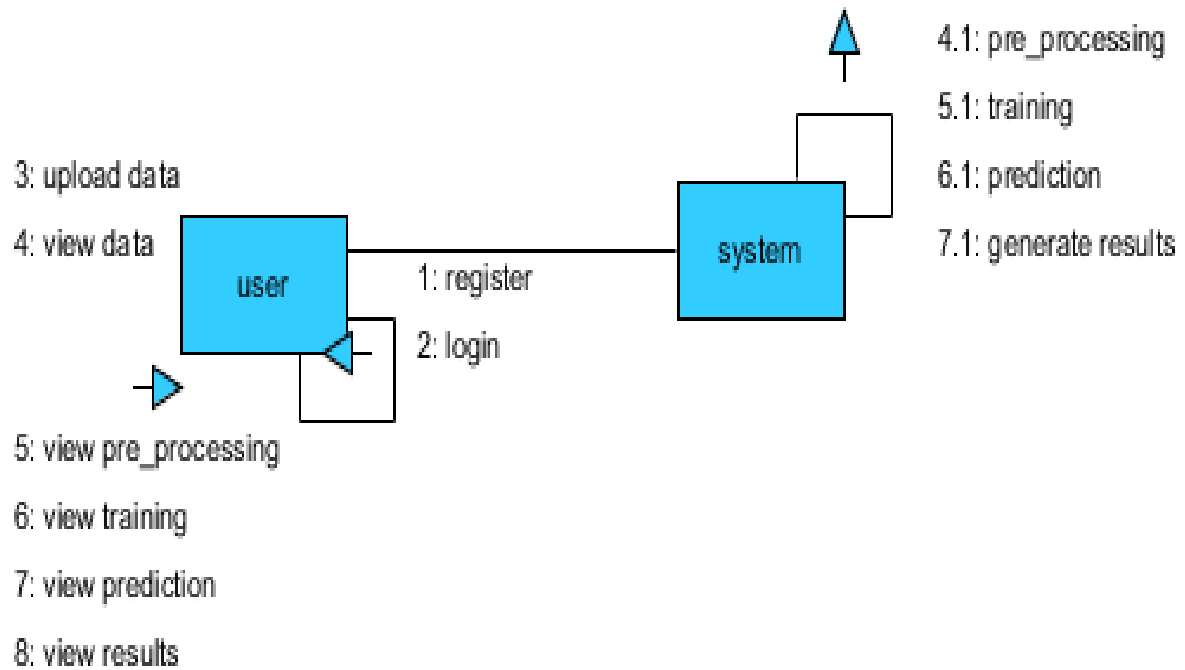 3: upload data
4: view data
user
1: register
2: login
5: view pre_processing
6: view training
7: view prediction
8: view results
system
4.1: pre_processing
5.1: training
6.1: prediction
7.1: generate results